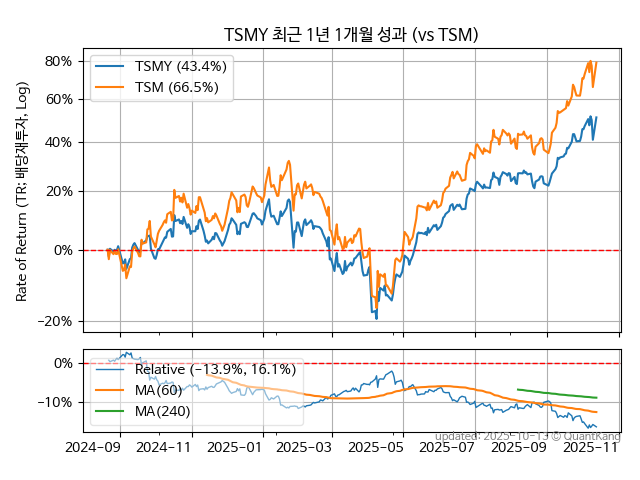 TSMY 최근 1년 1개월 성과 (vs TSM)
Rate of Return (TR: 배당재투자, Log)
80%
60%
40%
20%
0%
−20%
TSMY (43.4%)
TSM (66.5%)
0%
−10%
Relative (−13.9%, 16.1%)
MA(60)
MA(240)
updated: 2025-10-13 © QuantKang
2024−09 2024−11 2025−01 2025−03 2025−05 2025−07 2025−09 2025−11